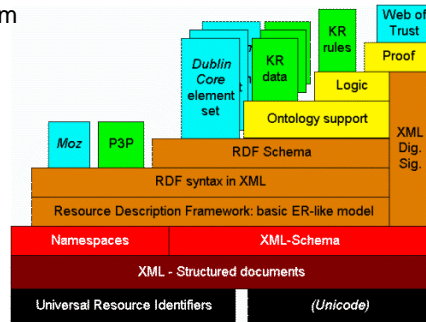 m
Web of
Trust
KR
rules
Proof
Dublin
Core
element
set
KR
data
Logic
Ontology support
XML
Dig.
Sig.
Moz
P3P
RDF Schema
RDF syntax in XML
Resource Description Framework: basic ER-like model
Namespaces
XML-Schema
XML - Structured documents
Universal Resource Identifiers
(Unicode)